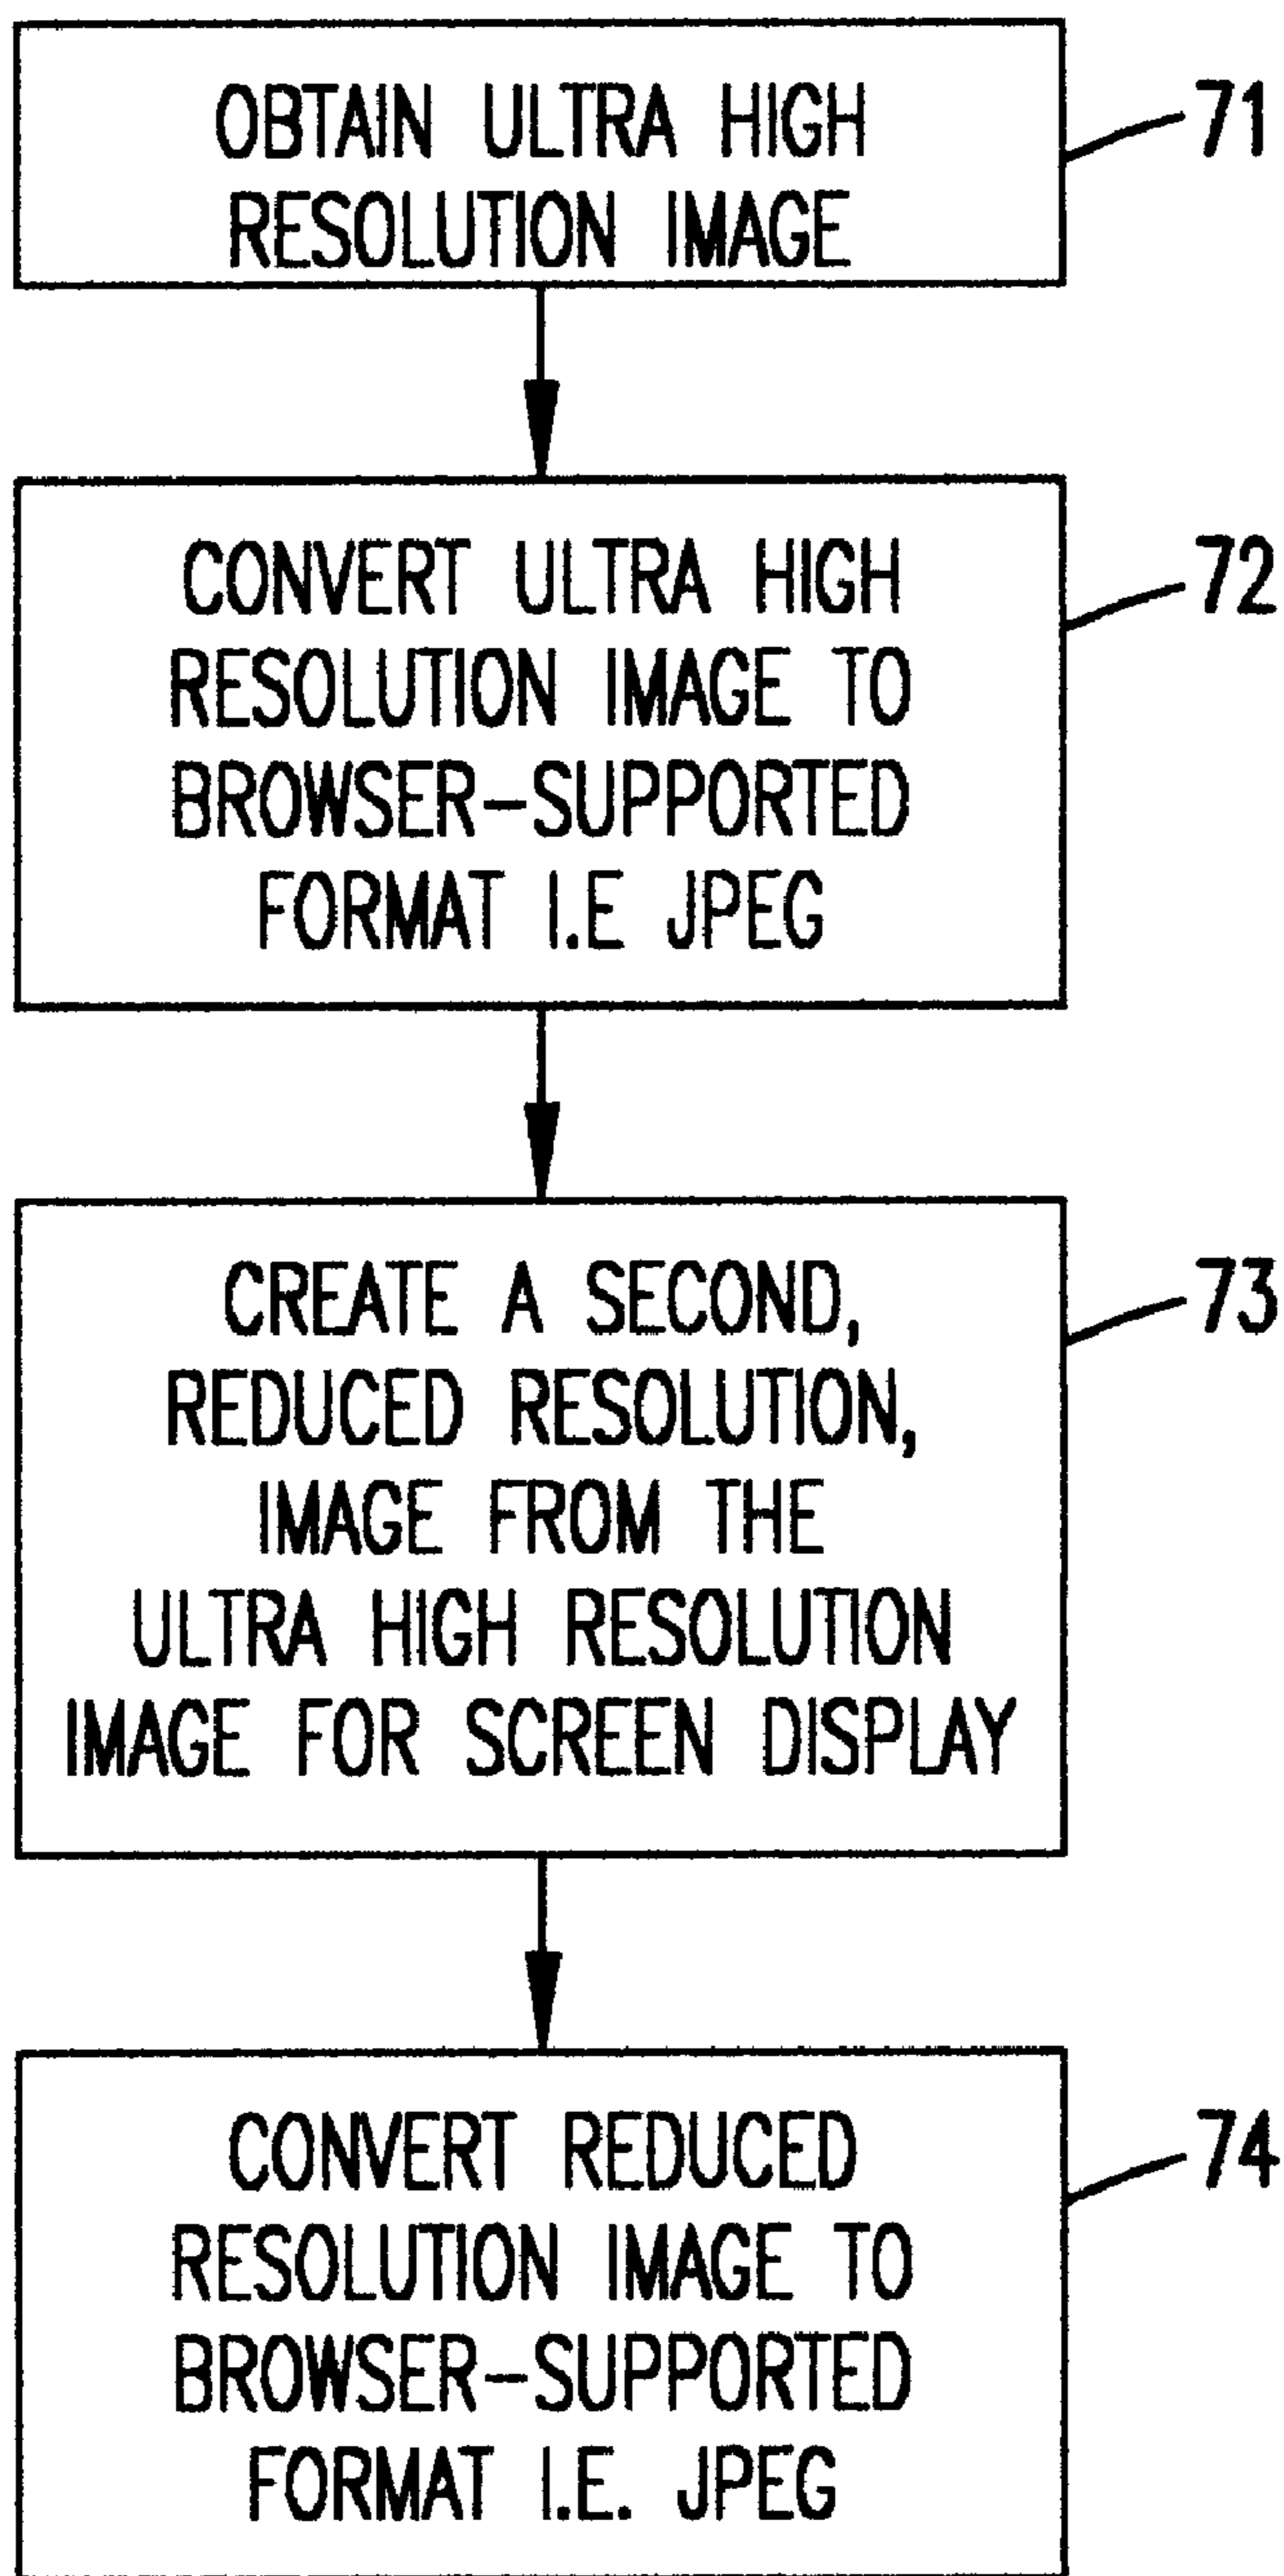 OBTAIN ULTRA HIGH
RESOLUTION IMAGE
71
CONVERT ULTRA HIGH
RESOLUTION IMAGE TO
BROWSER-SUPPORTED
FORMAT I.E JPEG
72
CREATE A SECOND,
REDUCED RESOLUTION,
IMAGE FROM THE
ULTRA HIGH RESOLUTION
IMAGE FOR SCREEN DISPLAY
73
CONVERT REDUCED
RESOLUTION IMAGE TO
BROWSER-SUPPORTED
FORMAT I.E. JPEG
74